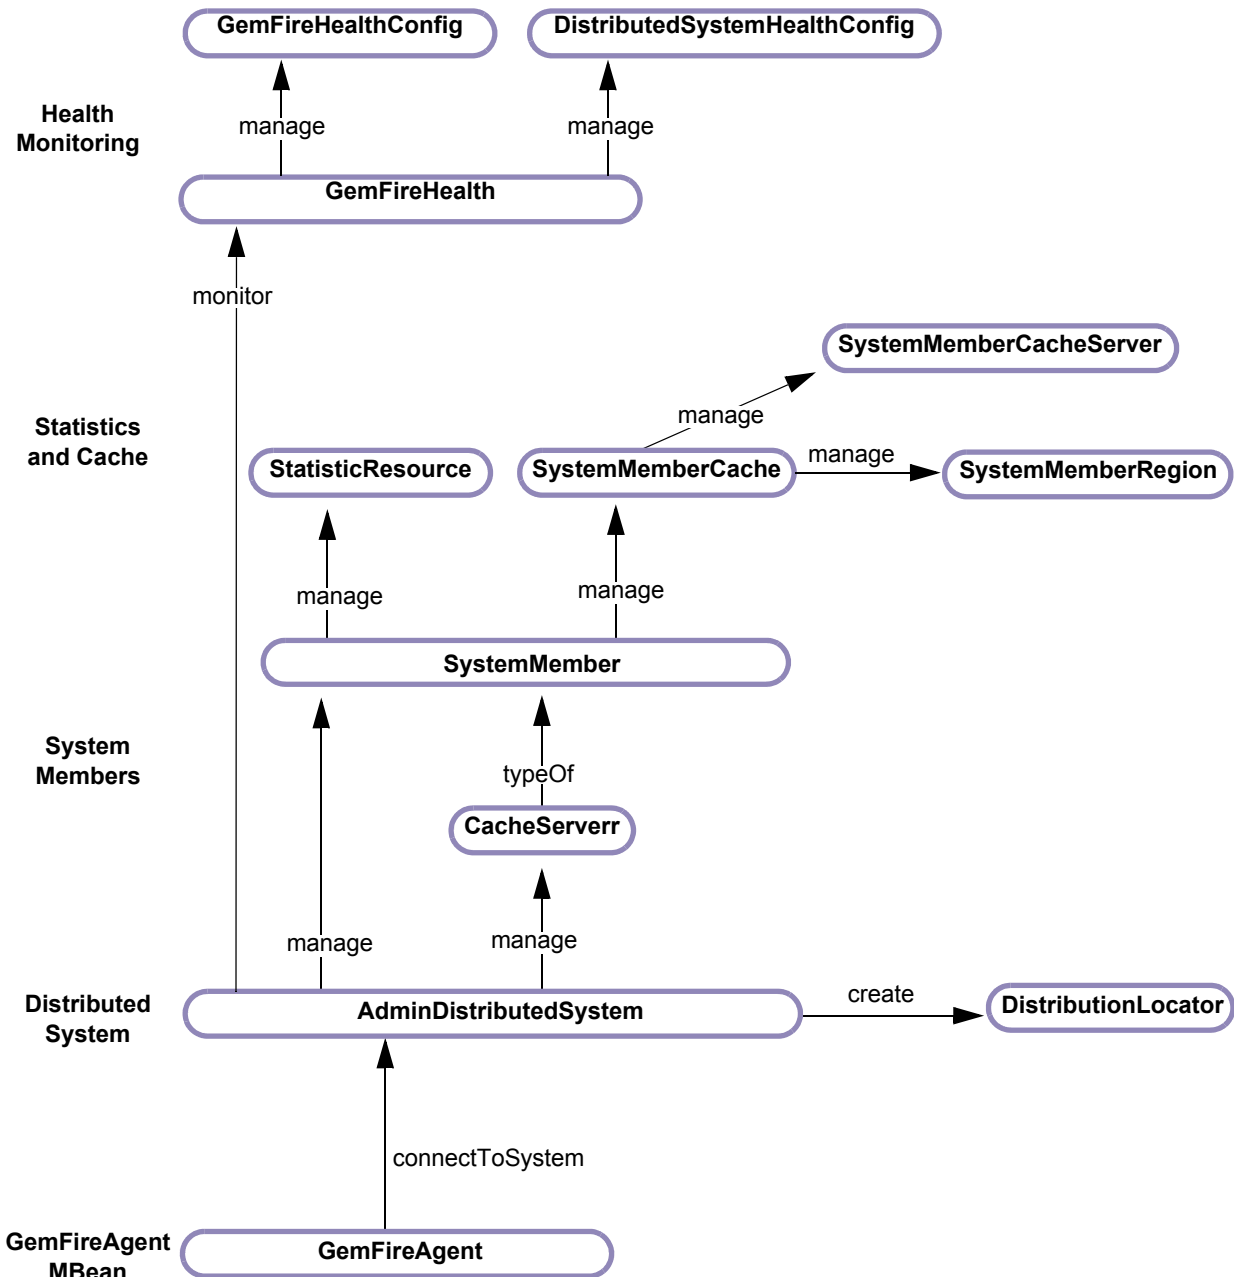 GemFireHealthConfig
DistributedSystemHealthConfig
Health
Monitoring
manage
manage
GemFireHealth
monitor
SystemMemberCacheServer
manage
Statistics
and Cache
StatisticResource
SystemMemberCache
manage
SystemMemberRegion
manage
manage
SystemMember
System
Members
typeOf
CacheServerr
manage
manage
Distributed
System
AdminDistributedSystem
create
DistributionLocator
connectToSystem
GemFireAgent
MBean
GemFireAgent